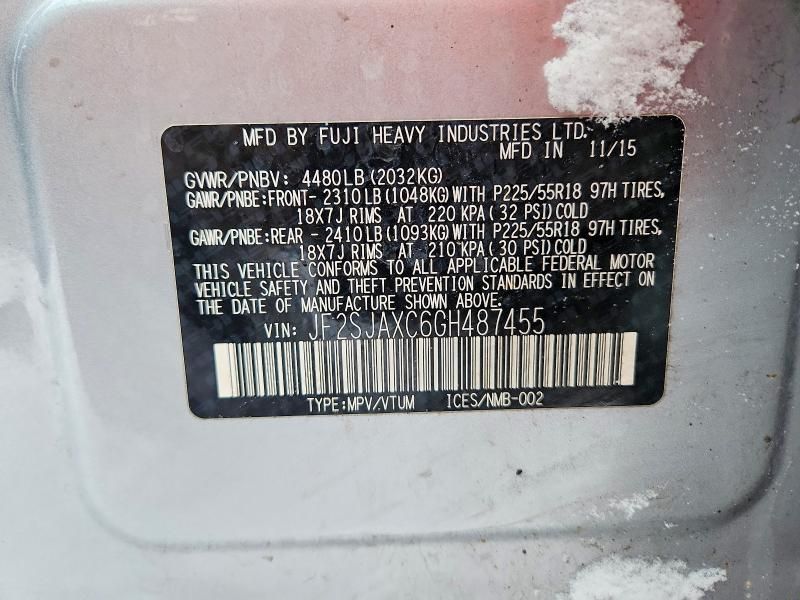 MFD BY FUJI HEAVY INDUSTRIES LTD.
MFD IN 11/15
GVWR/PNBV: 4480LB(2032KG)
GAWR/PNBE:FRONT- 2310LB(1048KG)WITH P225/55R18 97H TIRES,
18X7J RIMS AT 220 KPA(32 PSI)COLD
GAWR/PNBE:REAR - 2410LB(1093KG)WITH P225/55R18 97H TIRES,
18X7J RIMS AT 210 KPA(30 PSI)COLD
THIS VEHICLE CONFORMS TO ALL APPLICABLE FEDERAL MOTOR
VEHICLE SAFETY AND THEFT PREVENTION STANDARDS IN EFFECT ON
THE DATE OF MANUFACTURE SHOWN ABOVE.
VIN: JF2SJAXC6GH487455
TYPE:MPV/VTUM ICES/NMB-002